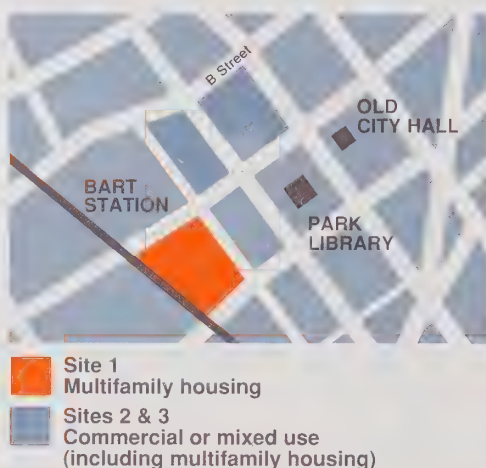 B Street
OLD
CITY HALL
BART
STATION
PARK
LIBRARY
Site 1
Multifamily housing
Sites 2 & 3
Commercial or mixed use
(including multifamily housing)